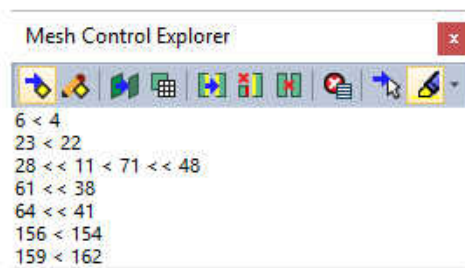 Mesh Control Explorer
6 < 4
23 < 22
28 << 11 < 71 << 48
61 << 38
64 << 41
156 < 154
159 < 162